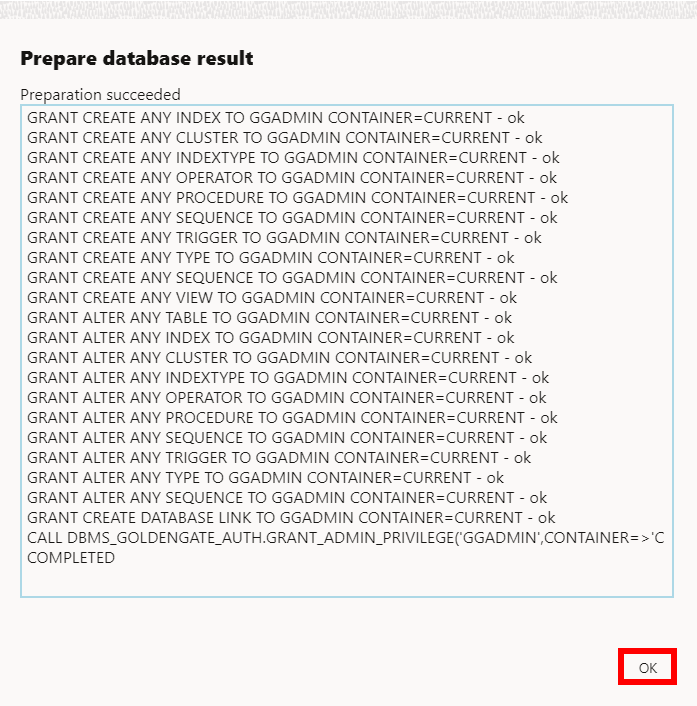 Prepare database result
Preparation succeeded
GRANT CREATE ANY INDEX TO GGADMIN CONTAINER=CURRENT - ok
GRANT CREATE ANY CLUSTER TO GGADMIN CONTAINER=CURRENT - ok
GRANT CREATE ANY INDEXTYPE TO GGADMIN CONTAINER=CURRENT - ok
GRANT CREATE ANY OPERATOR TO GGADMIN CONTAINER=CURRENT - ok
GRANT CREATE ANY PROCEDURE TO GGADMIN CONTAINER=CURRENT - ok
GRANT CREATE ANY SEQUENCE TO GGADMIN CONTAINER=CURRENT - ok
GRANT CREATE ANY TRIGGER TO GGADMIN CONTAINER=CURRENT - ok
GRANT CREATE ANY TYPE TO GGADMIN CONTAINER=CURRENT - ok
GRANT CREATE ANY SEQUENCE TO GGADMIN CONTAINER=CURRENT - ok
GRANT CREATE ANY VIEW TO GGADMIN CONTAINER=CURRENT - ok
GRANT ALTER ANY TABLE TO GGADMIN CONTAINER=CURRENT - ok
GRANT ALTER ANY INDEX TO GGADMIN CONTAINER=CURRENT - ok
GRANT ALTER ANY CLUSTER TO GGADMIN CONTAINER=CURRENT - ok
GRANT ALTER ANY INDEXTYPE TO GGADMIN CONTAINER=CURRENT - ok
GRANT ALTER ANY OPERATOR TO GGADMIN CONTAINER=CURRENT - ok
GRANT ALTER ANY PROCEDURE TO GGADMIN CONTAINER=CURRENT - ok
GRANT ALTER ANY SEQUENCE TO GGADMIN CONTAINER=CURRENT - ok
GRANT ALTER ANY TRIGGER TO GGADMIN CONTAINER=CURRENT - ok
GRANT ALTER ANY TYPE TO GGADMIN CONTAINER=CURRENT - ok
GRANT ALTER ANY SEQUENCE TO GGADMIN CONTAINER=CURRENT - ok
GRANT CREATE DATABASE LINK TO GGADMIN CONTAINER=CURRENT - ok
CALL DBMS_GOLDENGATE_AUTH.GRANT_ADMIN_PRIVILEGE('GGADMIN',CONTAINER=>'C
COMPLETED
OK